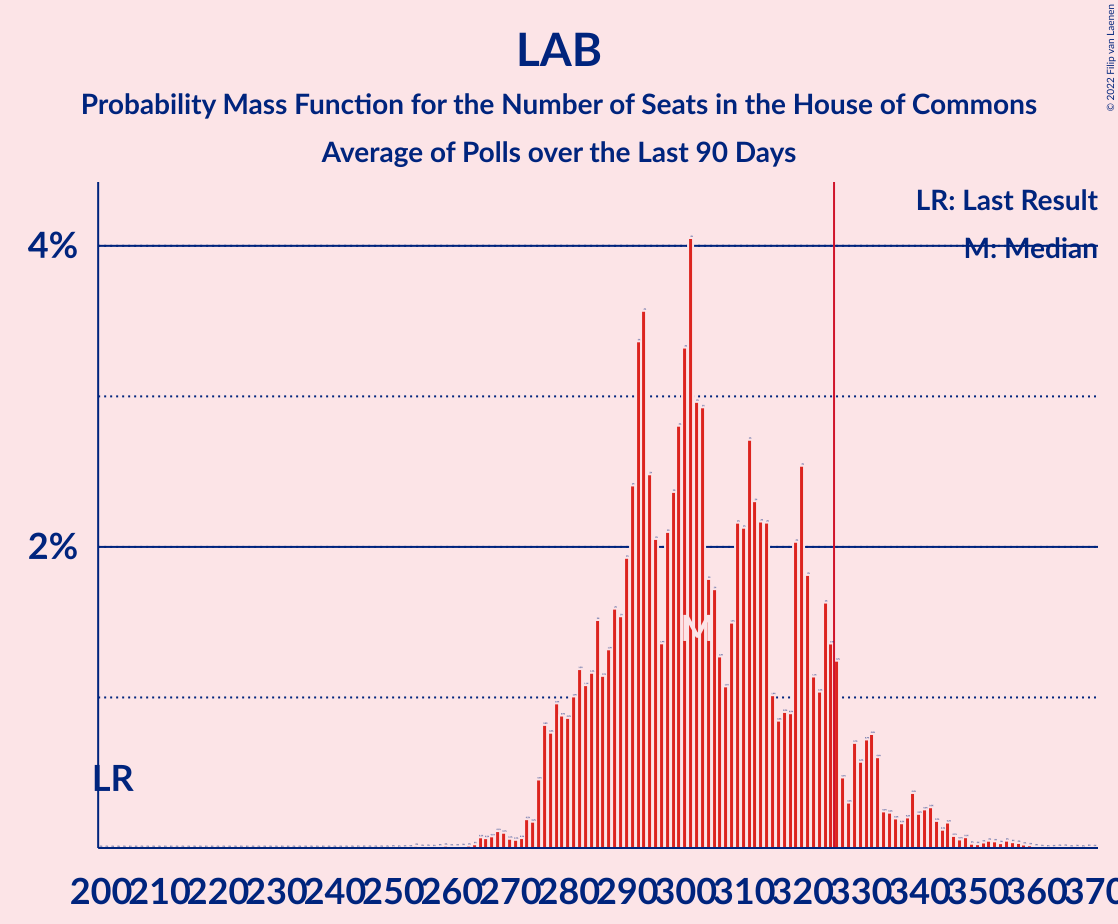 LAB
Probability Mass Function for the Number of Seats in the House of Commons
Average of Polls over the Last 90 Days
© 2022 Filip van Laenen
LR: Last Result
M: Median
4%
2%
M
LR
200 210 220 230 240 250 260 270 280 290 300 310 320 330 340 350 360 370